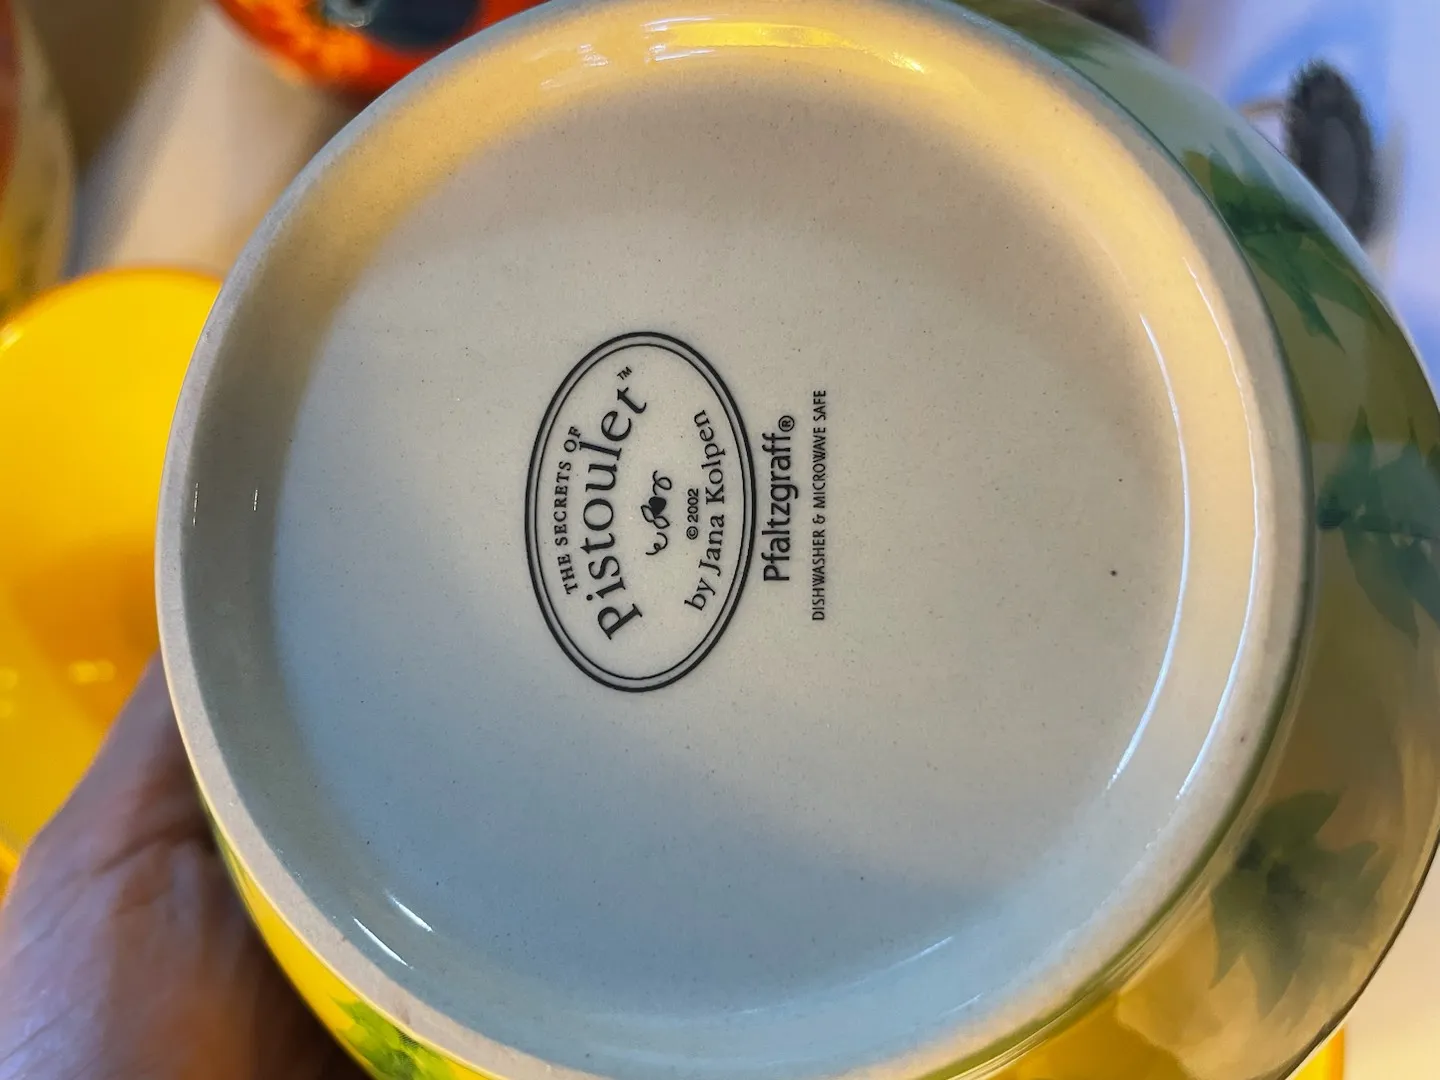 THE SECRETS OF
Pistoulet™
© 2002
by Jana Kolpen
Pfaltzgraff®
DISHWASHER & MICROWAVE SAFE